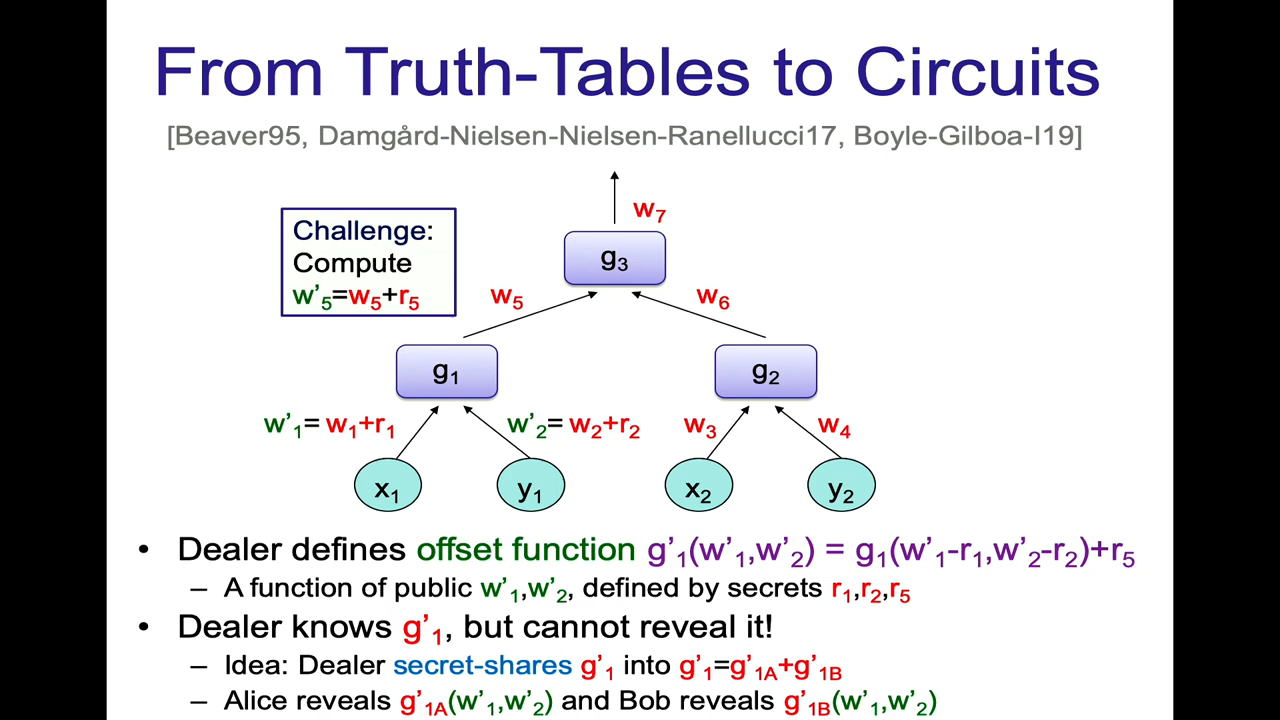 From Truth-Tables to Circuits
[Beaver95, Damgård-Nielsen-Nielsen-Ranellucci17, Boyle-Gilboa-I19]
w7
Challenge:
Compute
w’5=w5+r5
g3
w5
w6
g1
g2
w’1= w1+r1
w’2= w2+r2
w3
w4
x1
y1
x2
y2
• Dealer defines offset function g’1(w’1,w’2) = g1(w’1-r1,w’2-r2)+r5
– A function of public w’1,w’2, defined by secrets r1,r2,r5
• Dealer knows g’1, but cannot reveal it!
– Idea: Dealer secret-shares g’1 into g’1=g’1A+g’1B
– Alice reveals g’1A(w’1,w’2) and Bob reveals g’1B(w’1,w’2)